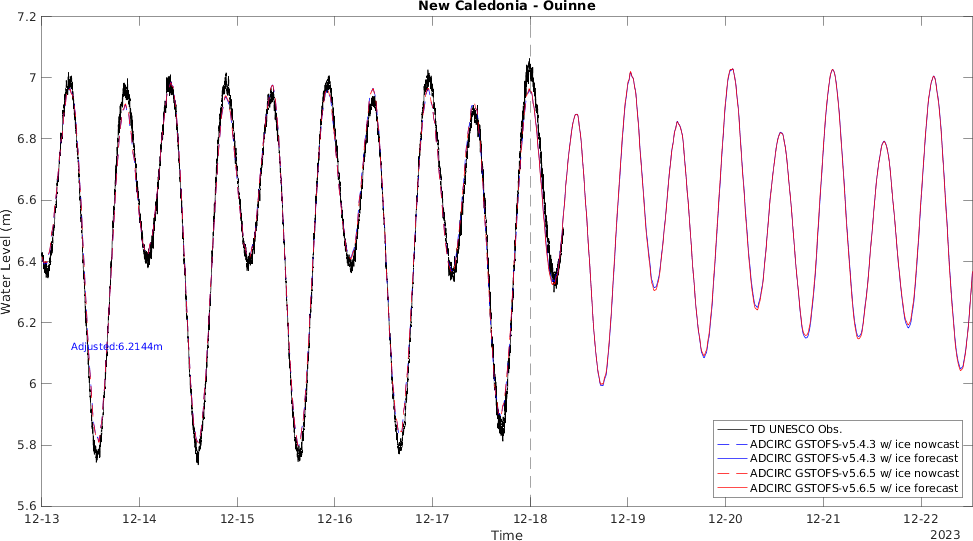 New Caledonia - Ouinne
7.2
7
6.8
6.6
6.4
6.2
6
5.8
5.6
Water Level (m)
Adjusted:6.2144m
TD UNESCO Obs.
ADCIRC GSTOFS-v5.4.3 w/ ice nowcast
ADCIRC GSTOFS-v5.4.3 w/ ice forecast
ADCIRC GSTOFS-v5.6.5 w/ ice nowcast
ADCIRC GSTOFS-v5.6.5 w/ ice forecast
12-13 12-14 12-15 12-16 12-17 12-18 12-19 12-20 12-21 12-22
Time
2023